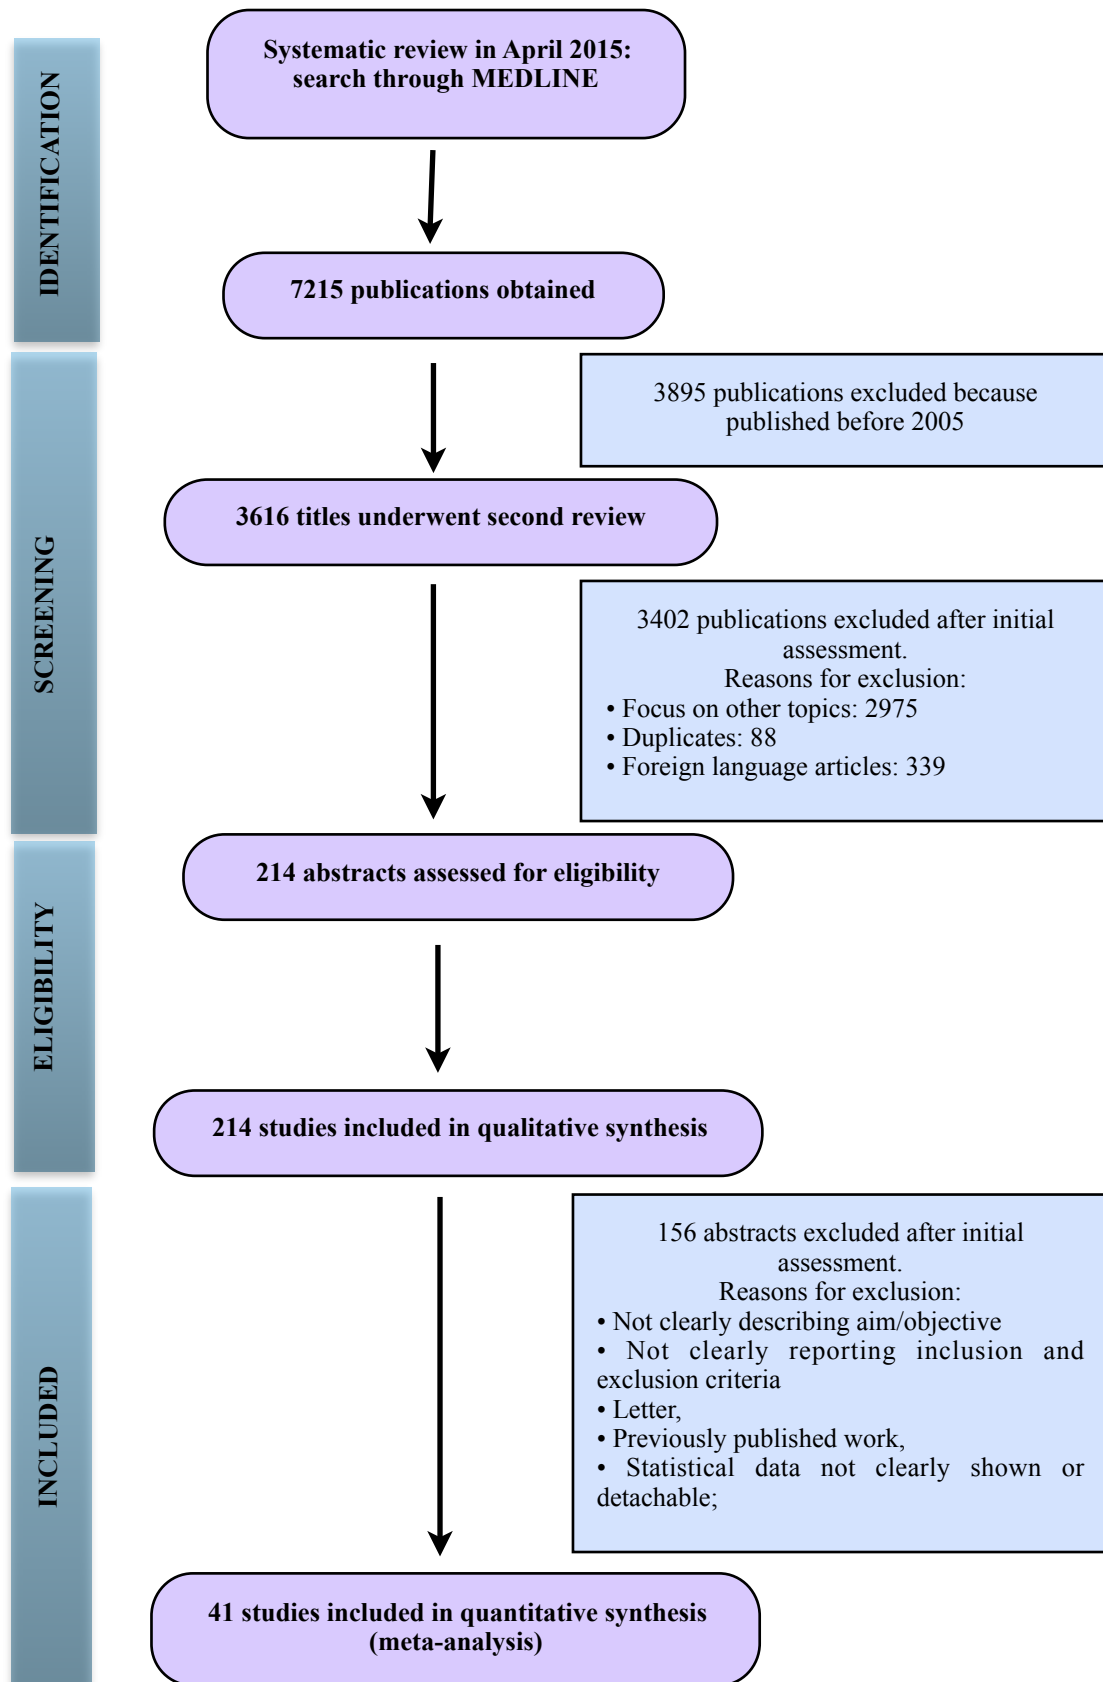 IDENTIFICATION
Systematic review in April 2015:
search through MEDLINE
7215 publications obtained
SCREENING
3895 publications excluded because
published before 2005
3616 titles underwent second review
3402 publications excluded after initial
assessment.
Reasons for exclusion:
• Focus on other topics: 2975
• Duplicates: 88
• Foreign language articles: 339
ELIGIBILITY
214 abstracts assessed for eligibility
214 studies included in qualitative synthesis
INCLUDED
156 abstracts excluded after initial
assessment.
Reasons for exclusion:
• Not clearly describing aim/objective
• Not clearly reporting inclusion and
exclusion criteria
• Letter,
• Previously published work,
• Statistical data not clearly shown or
detachable;
41 studies included in quantitative synthesis
(meta-analysis)